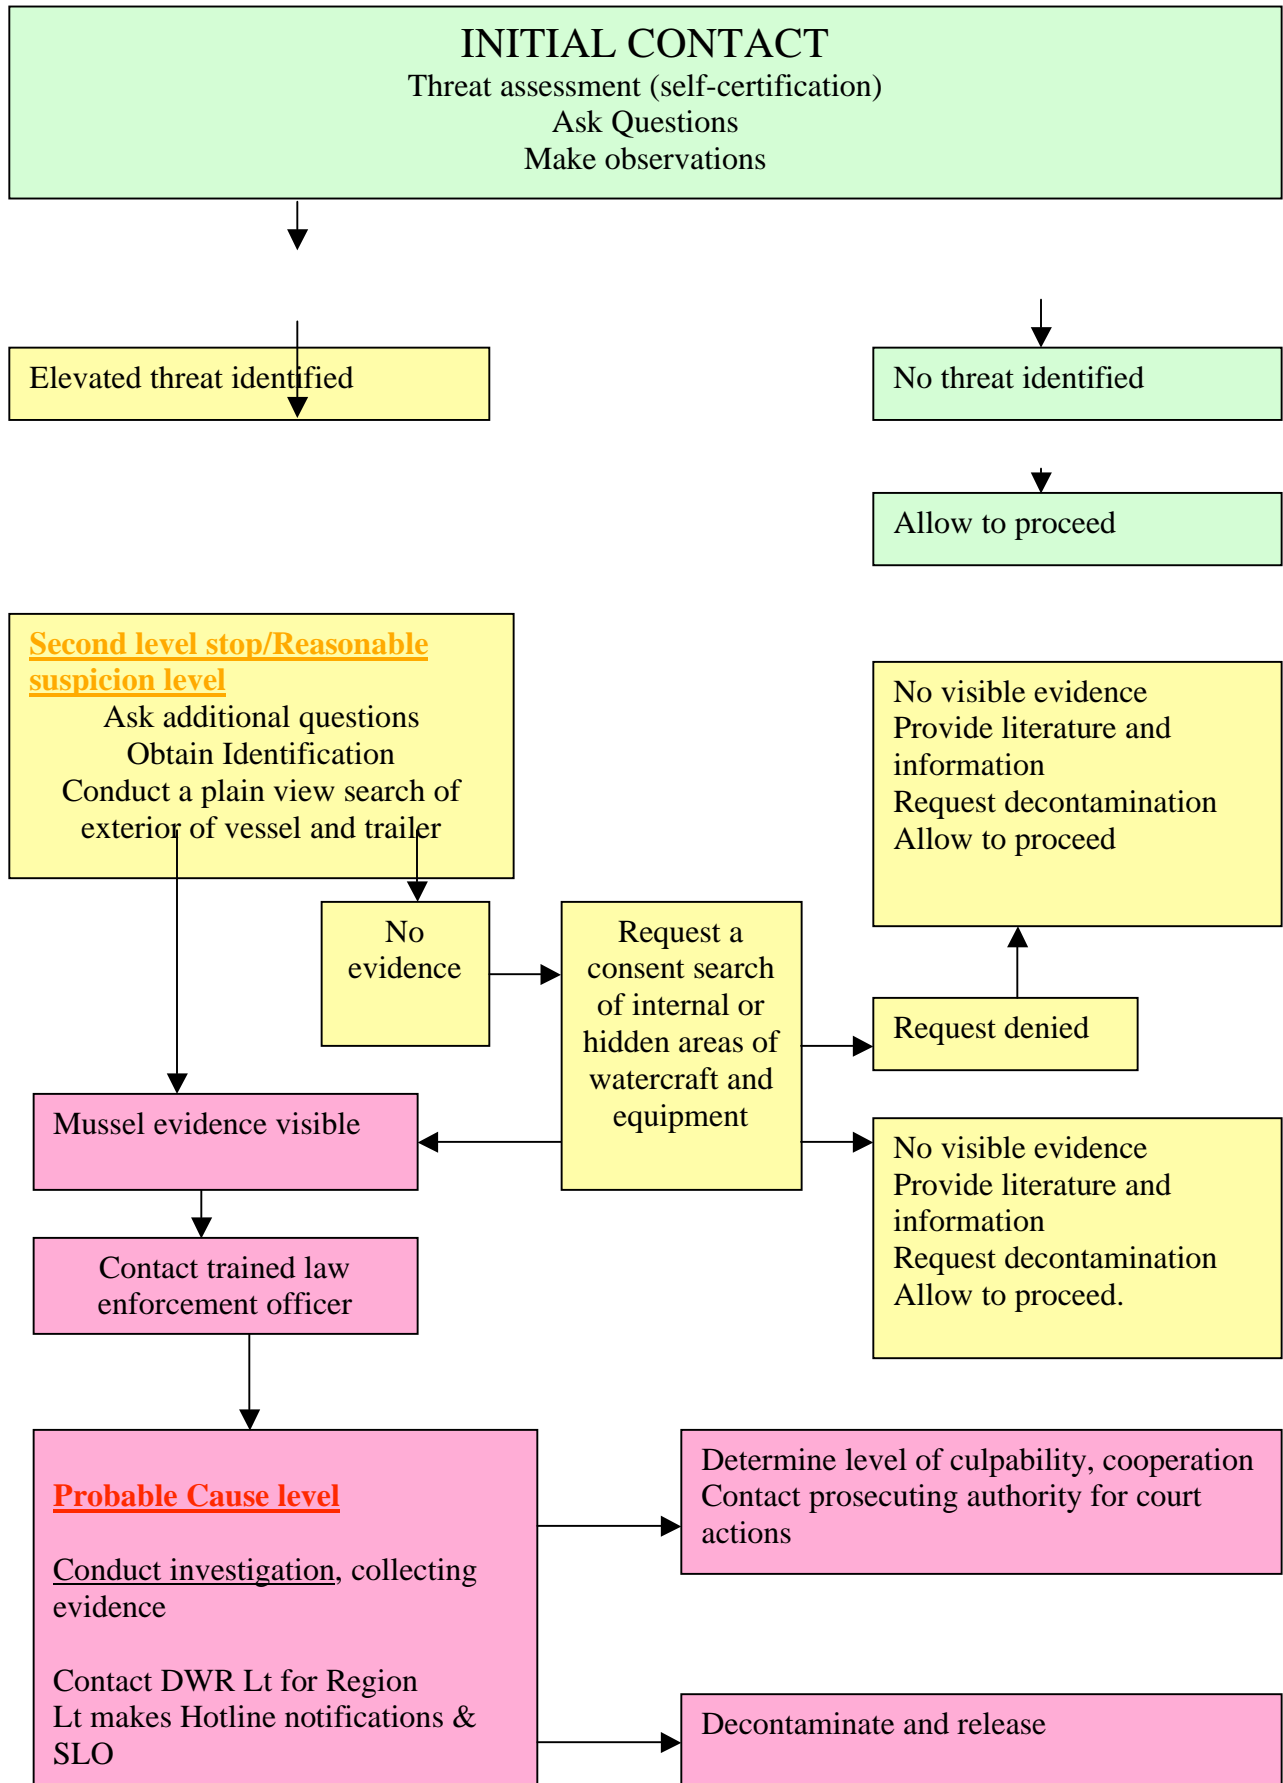 INITIAL CONTACT
Threat assessment (self-certification)
Ask Questions
Make observations
Elevated threat identified
No threat identified
Allow to proceed
Second level stop/Reasonable
suspicion level
Ask additional questions
Obtain Identification
Conduct a plain view search of
exterior of vessel and trailer
No visible evidence
Provide literature and
information
Request decontamination
Allow to proceed
No
evidence
Request a
consent search
of internal or
hidden areas of
watercraft and
equipment
Request denied
Mussel evidence visible
No visible evidence
Provide literature and
information
Request decontamination
Allow to proceed.
Contact trained law
enforcement officer
Probable Cause level
Conduct investigation, collecting
evidence
Contact DWR Lt for Region
Lt makes Hotline notifications &
SLO
Determine level of culpability, cooperation
Contact prosecuting authority for court
actions
Decontaminate and release